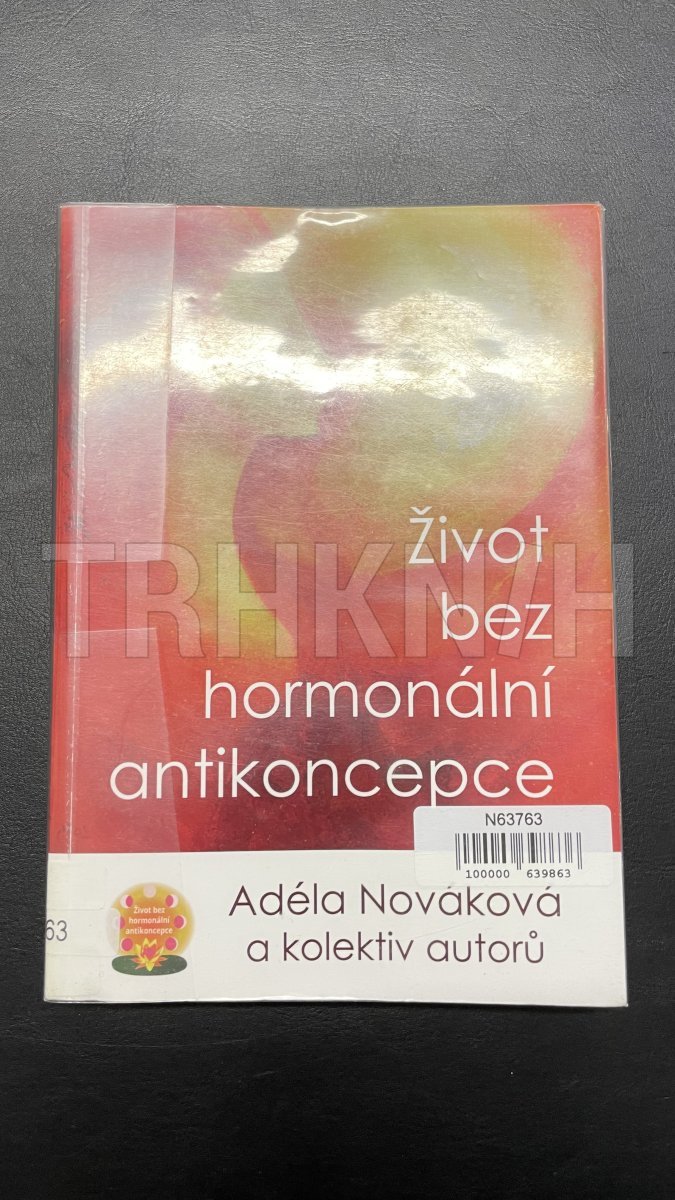 život
bez
hormonální
antikoncepce
N63763
100000 639863
Adéla Nováková
a kolektiv autorů
63
Život bez
hormonální
antikoncepce
TRHKNIH